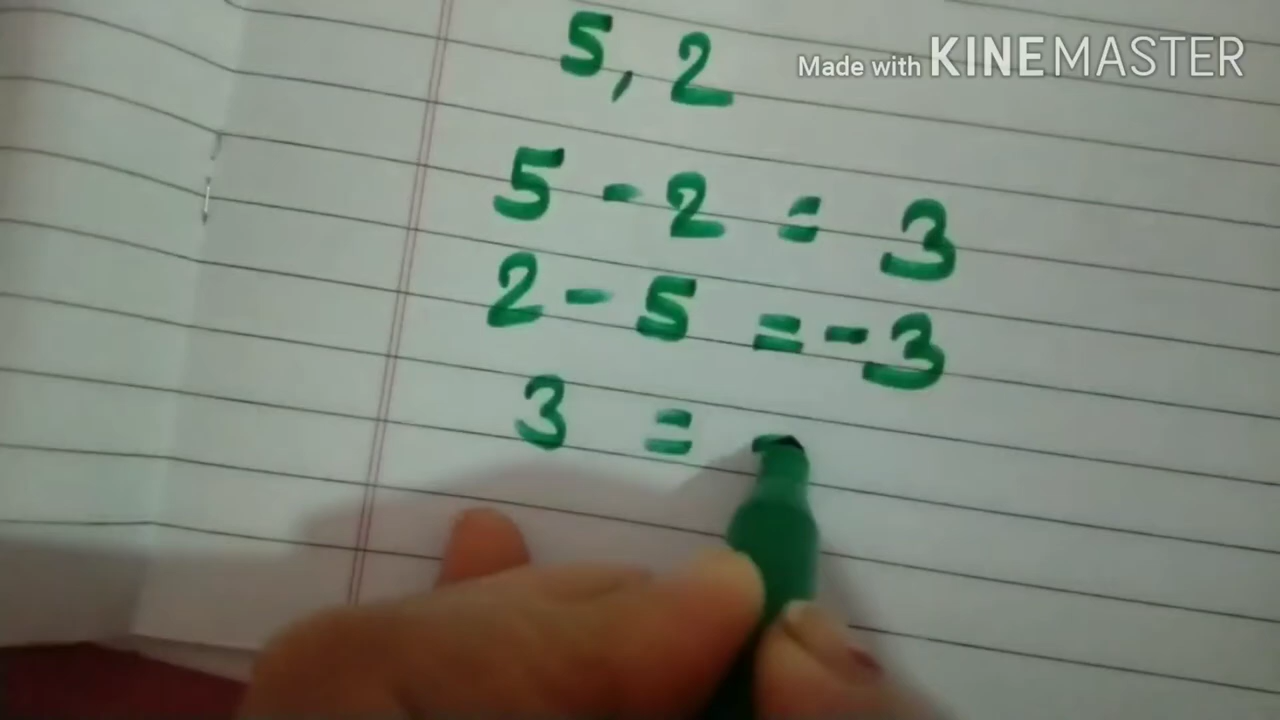 5, 2
Made with KINEMASTER
5 - 2 = 3
2 - 5 = -3
3 = -